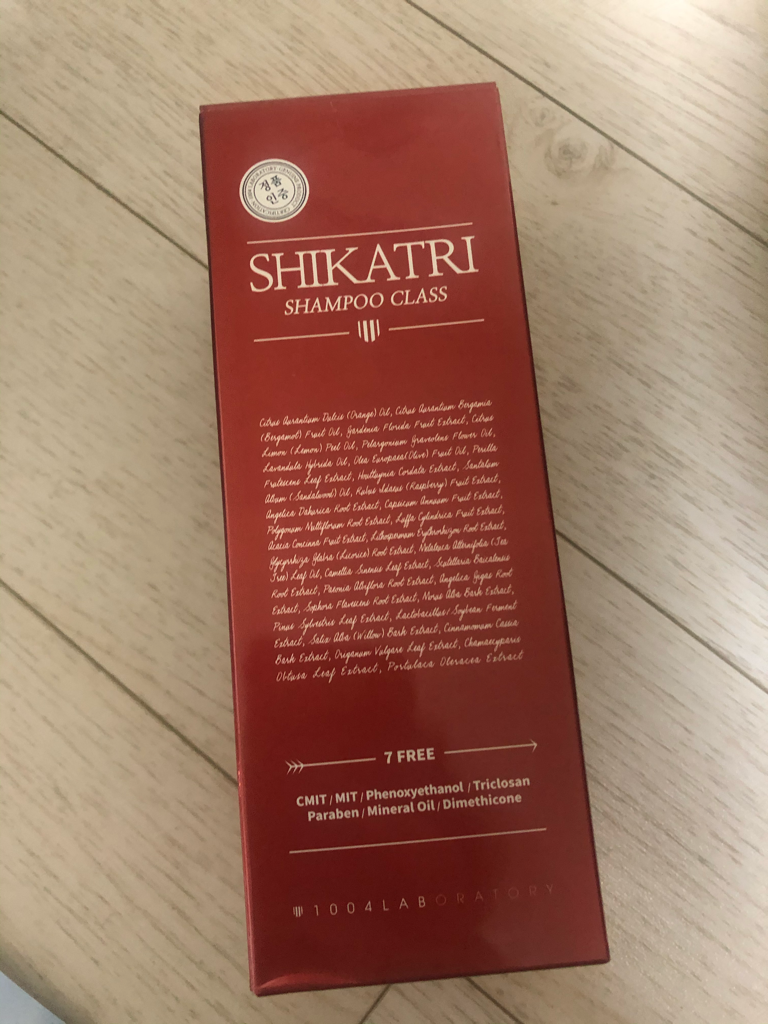 정품
인증
1004 LABORATORY GENUINE PRODUCT CERTIFICATION
SHIKATRI
SHAMPOO CLASS
Citrus Aurantium Dulcis (Orange) Oil, Citrus Aurantium Bergamia
(Bergamot) Fruit Oil, Gardenia Florida Fruit Extract, Citrus
Limon (Lemon) Peel Oil, Pelargonium Graveolens Flower Oil,
Lavandula Hybrida Oil, Olea Europaea(Olive) Fruit Oil, Perilla
Frutescens Leaf Extract, Houttuynia Cordata Extract, Santalum
Album (Sandalwood) Oil, Rubus Idaeus (Raspberry) Fruit Extract,
Angelica Dahurica Root Extract, Capsicum Annuum Fruit Extract,
Polygonum Multiflorum Root Extract, Luffa Cylindrica Fruit Extract,
Acacia Concinna Fruit Extract, Lithospermum Erythrorhizon Root Extract,
Glycyrrhiza Glabra (Licorice) Root Extract, Melaleuca Alternifolia (Tea
Tree) Leaf Oil, Camellia Sinensis Leaf Extract, Scutellaria Baicalensis
Root Extract, Paeonia Albiflora Root Extract, Angelica Gigas Root
Extract, Sophora Flavescens Root Extract, Morus Alba Bark Extract,
Pinus Sylvestris Leaf Extract, Lactobacillus/Soybean Ferment
Extract, Salix Alba (Willow) Bark Extract, Cinnamomum Cassia
Bark Extract, Origanum Vulgare Leaf Extract, Chamaecyparis
Obtusa Leaf Extract, Portulaca Oleracea Extract
7 FREE
CMIT / MIT / Phenoxyethanol / Triclosan
Paraben / Mineral Oil / Dimethicone
1004LABORATORY